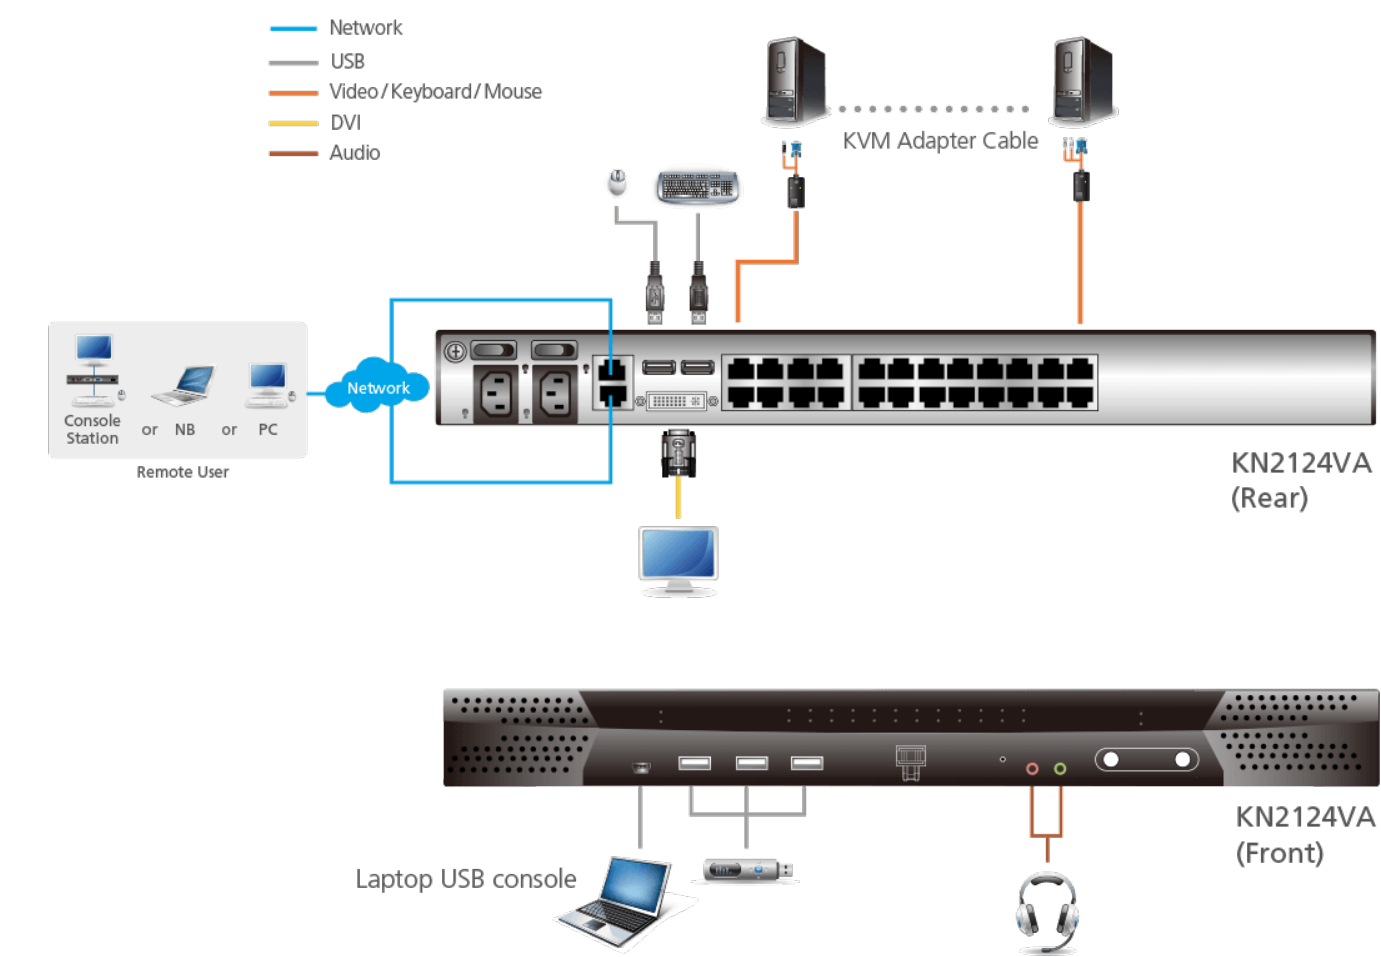 Network
USB
Video/Keyboard/Mouse
DVI
Audio
KVM Adapter Cable
Network
Console
Station
or
NB
or
PC
Remote User
KN2124VA
(Rear)
KN2124VA
(Front)
Laptop USB console